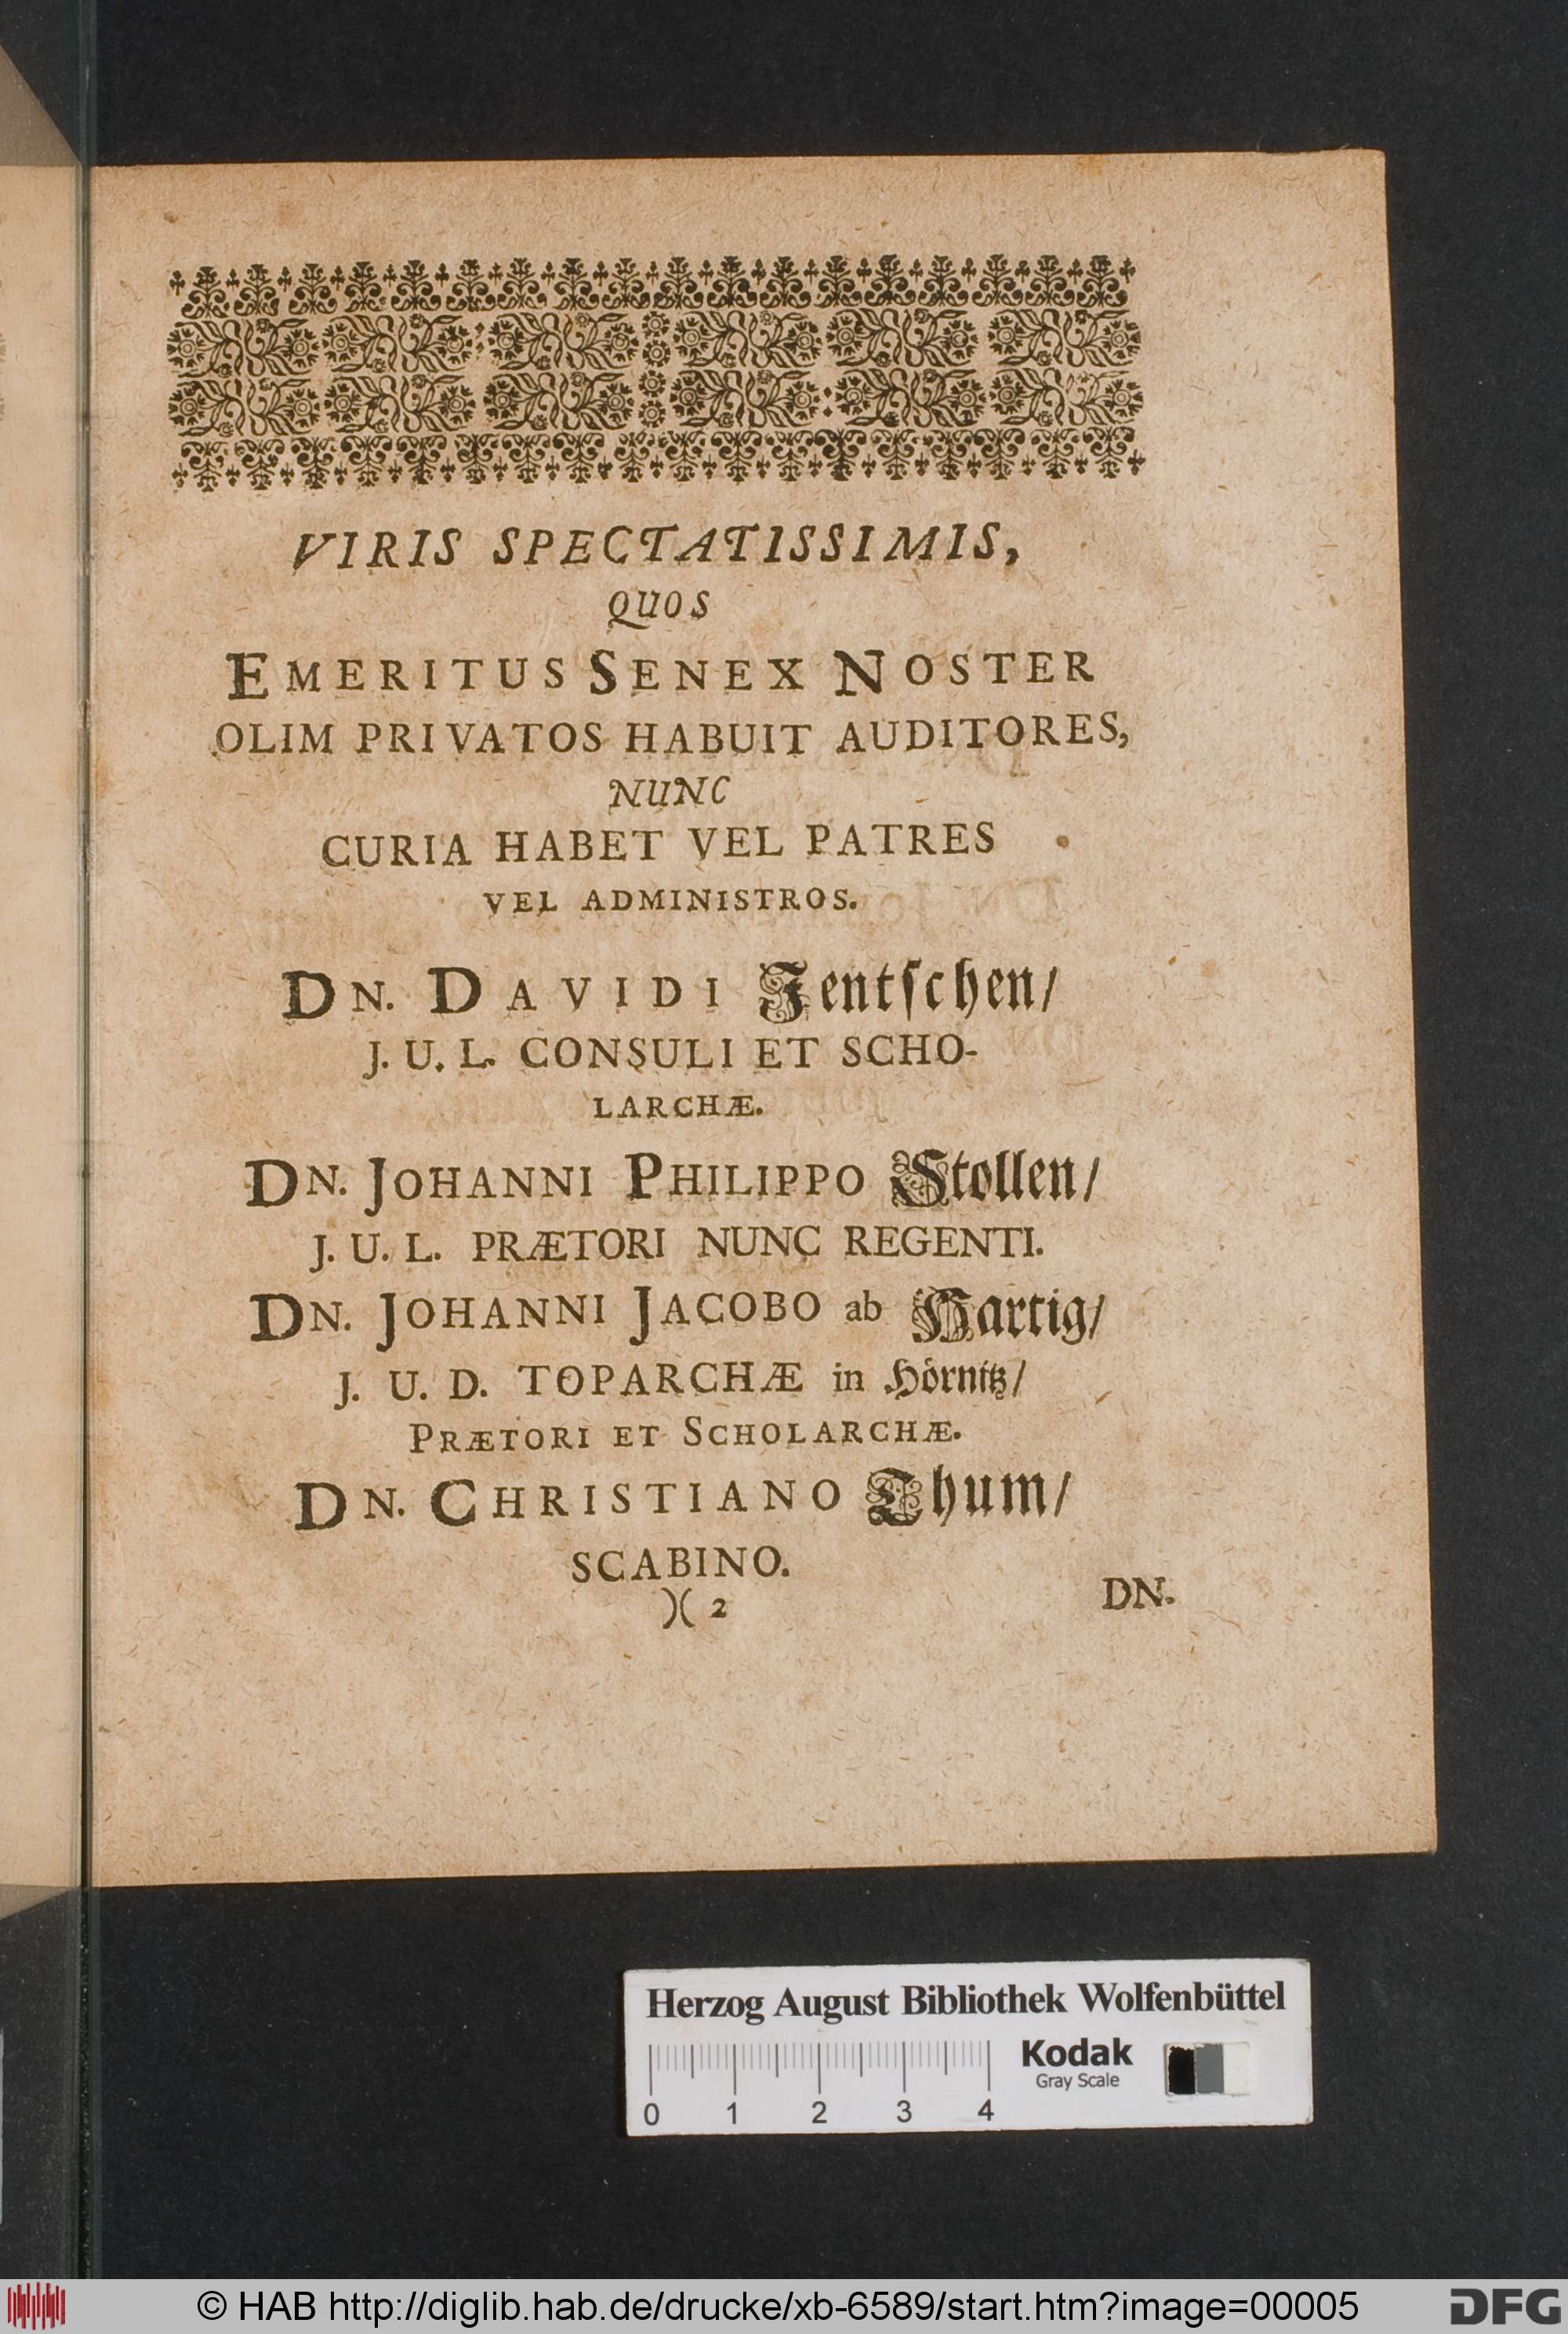 VIRIS SPECTATISSIMIS,
QUOS
EMERITUS SENEX NOSTER
OLIM PRIVATOS HABUIT AUDITORES,
NUNC
CURIA HABET VEL PATRES
VEL ADMINISTROS.
DN. DAVIDI Jentſchen/
J. U. L. CONSULI ET SCHO-
LARCHÆ.
DN. JOHANNI PHILIPPO Stollen/
J. U. L. PRÆTORI NUNC REGENTI.
DN. JOHANNI JACOBO ab Hartig/
J. U. D. TOPARCHÆ in Hörnitz/
PRÆTORI ET SCHOLARCHÆ.
DN. CHRISTIANO Thum/
SCABINO.
)( 2
DN.
Herzog August Bibliothek Wolfenbüttel
Kodak
Gray Scale
0 1 2 3 4
© HAB http://diglib.hab.de/drucke/xb-6589/start.htm?image=00005
DFG